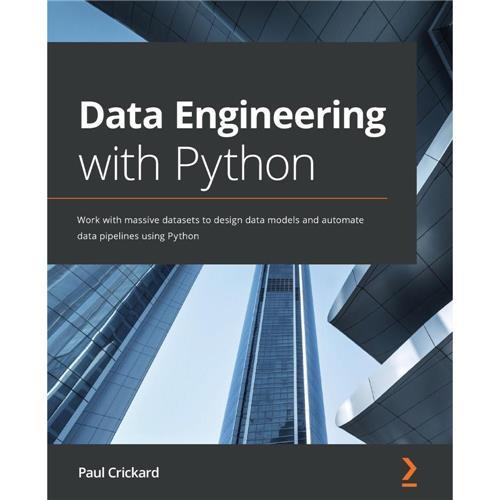 Data Engineering
with Python
Work with massive datasets to design data models and automate
data pipelines using Python
Paul Crickard